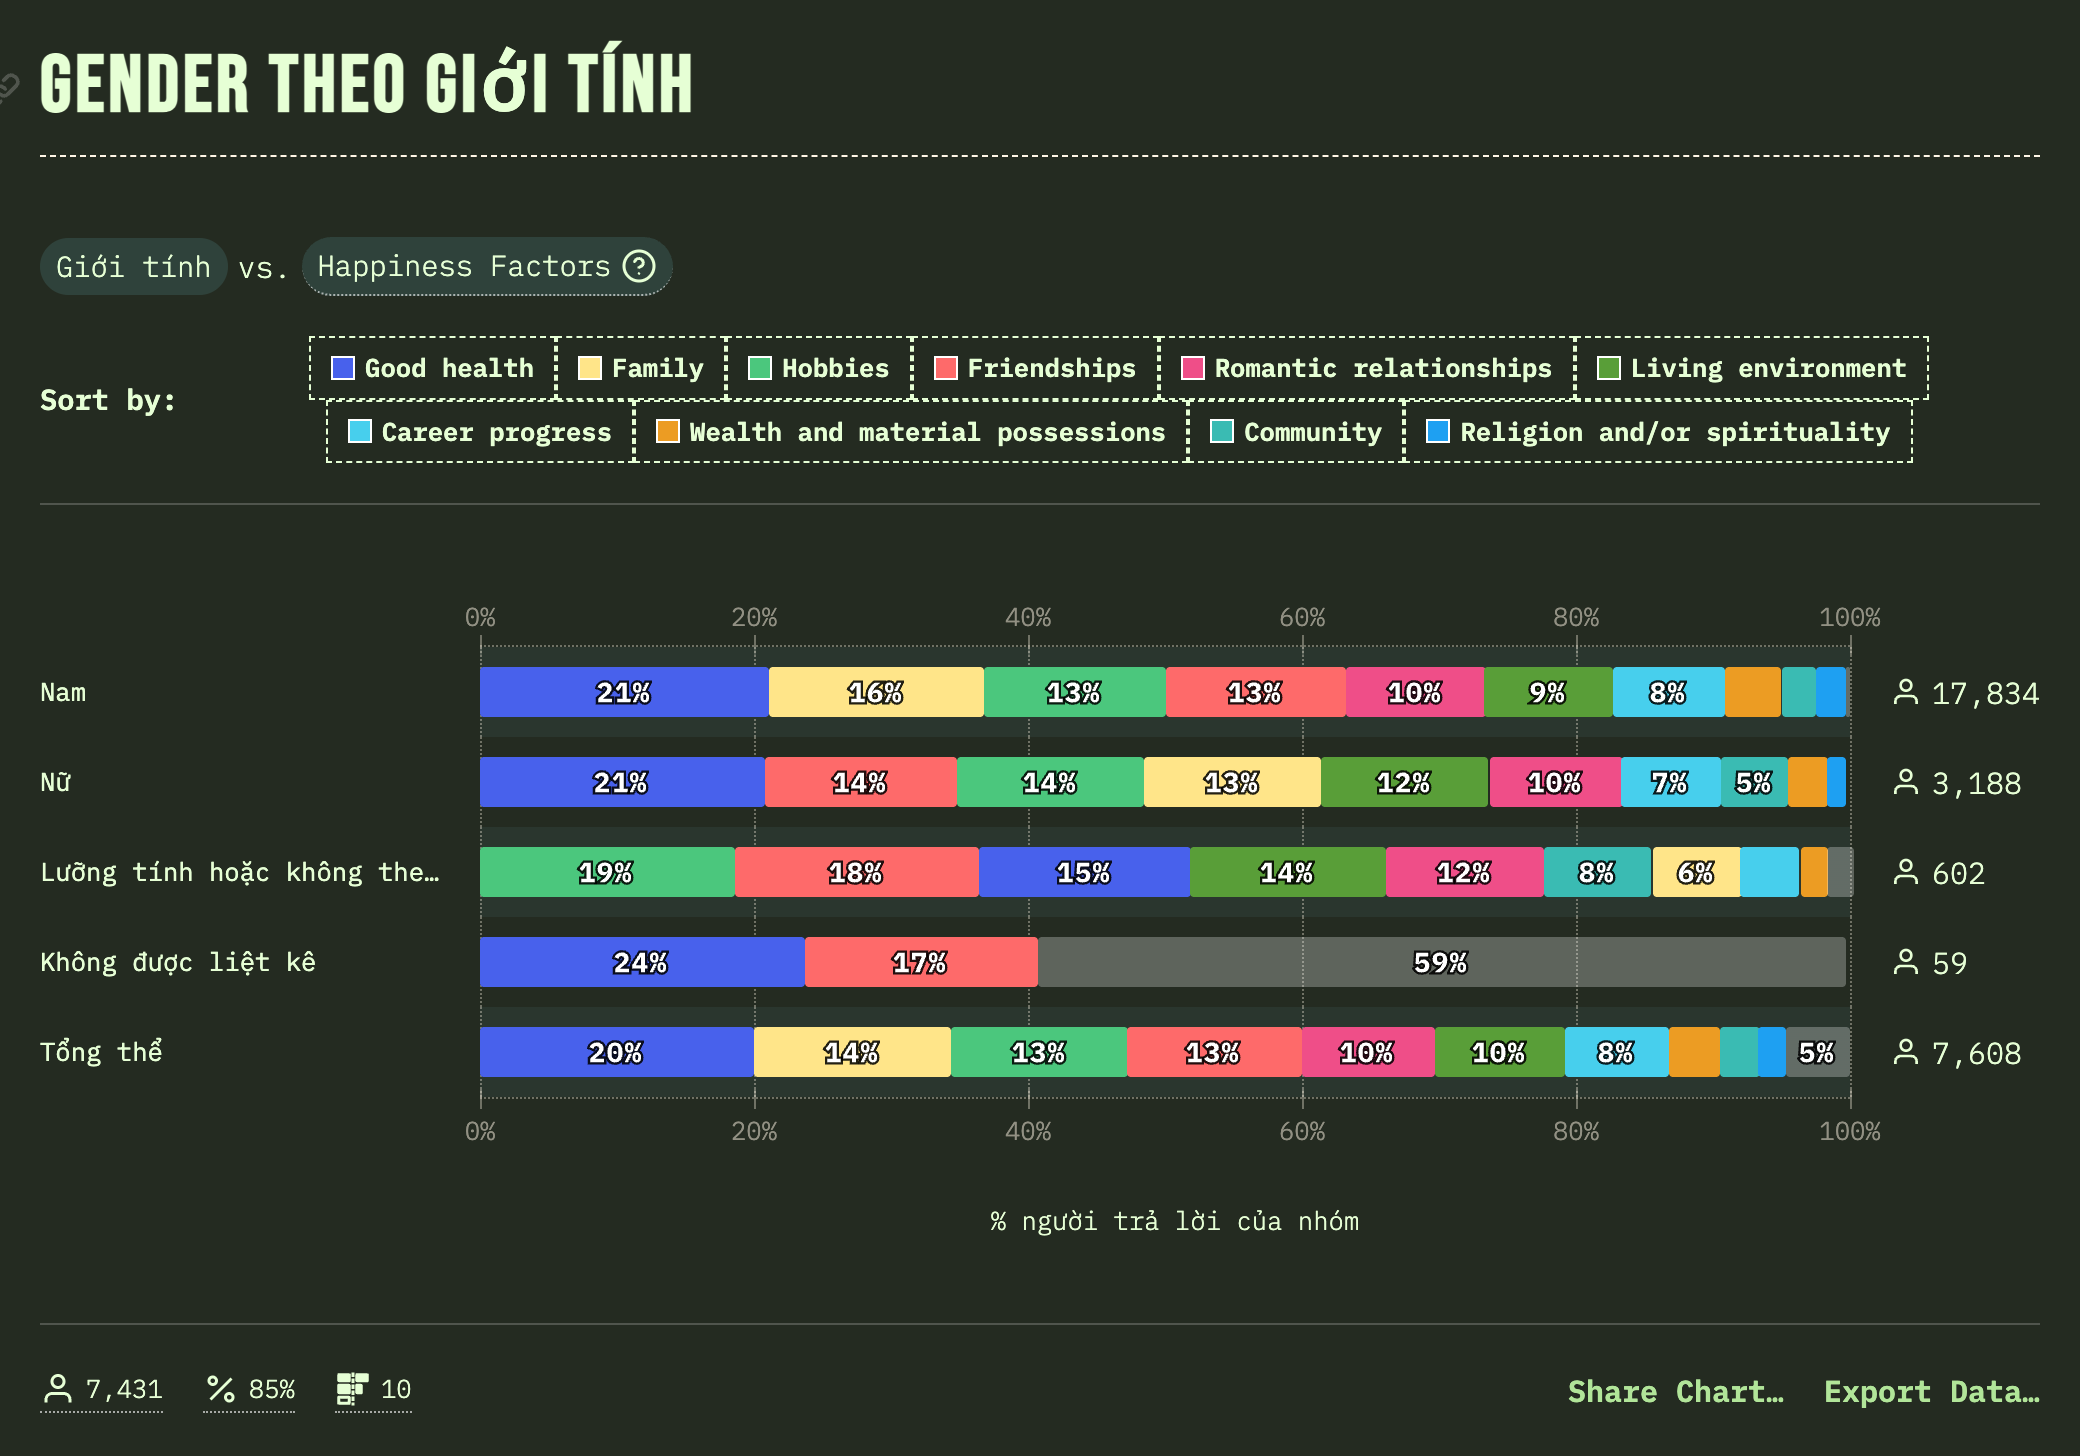 GENDER THEO GIỚI TÍNH
Giới tính vs. Happiness Factors ?
Sort by:
Good health Family Hobbies Friendships Romantic relationships Living environment
Career progress Wealth and material possessions Community Religion and/or spirituality
0% 20% 40% 60% 80% 100%
Nam 21% 16% 13% 13% 10% 9% 8% 17,834
Nữ 21% 14% 14% 13% 12% 10% 7% 5% 3,188
Lưỡng tính hoặc không the… 19% 18% 15% 14% 12% 8% 6% 602
Không được liệt kê 24% 17% 59% 59
Tổng thể 20% 14% 13% 13% 10% 10% 8% 5% 7,608
0% 20% 40% 60% 80% 100%
% người trả lời của nhóm
7,431 85% 10 Share Chart… Export Data…